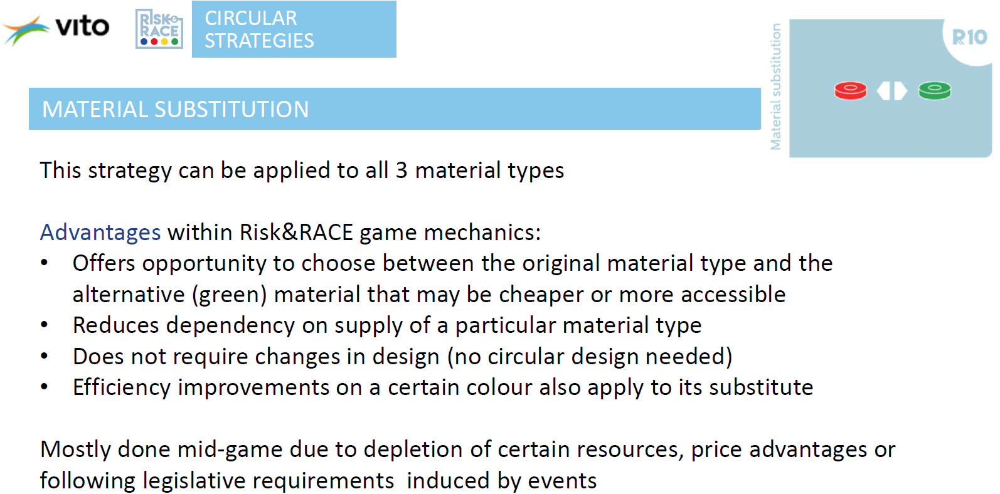 vito
RISK&
RACE
CIRCULAR
STRATEGIES
Material substitution
R10
MATERIAL SUBSTITUTION
This strategy can be applied to all 3 material types
Advantages within Risk&RACE game mechanics:
• Offers opportunity to choose between the original material type and the
alternative (green) material that may be cheaper or more accessible
• Reduces dependency on supply of a particular material type
• Does not require changes in design (no circular design needed)
• Efficiency improvements on a certain colour also apply to its substitute
Mostly done mid-game due to depletion of certain resources, price advantages or
following legislative requirements  induced by events